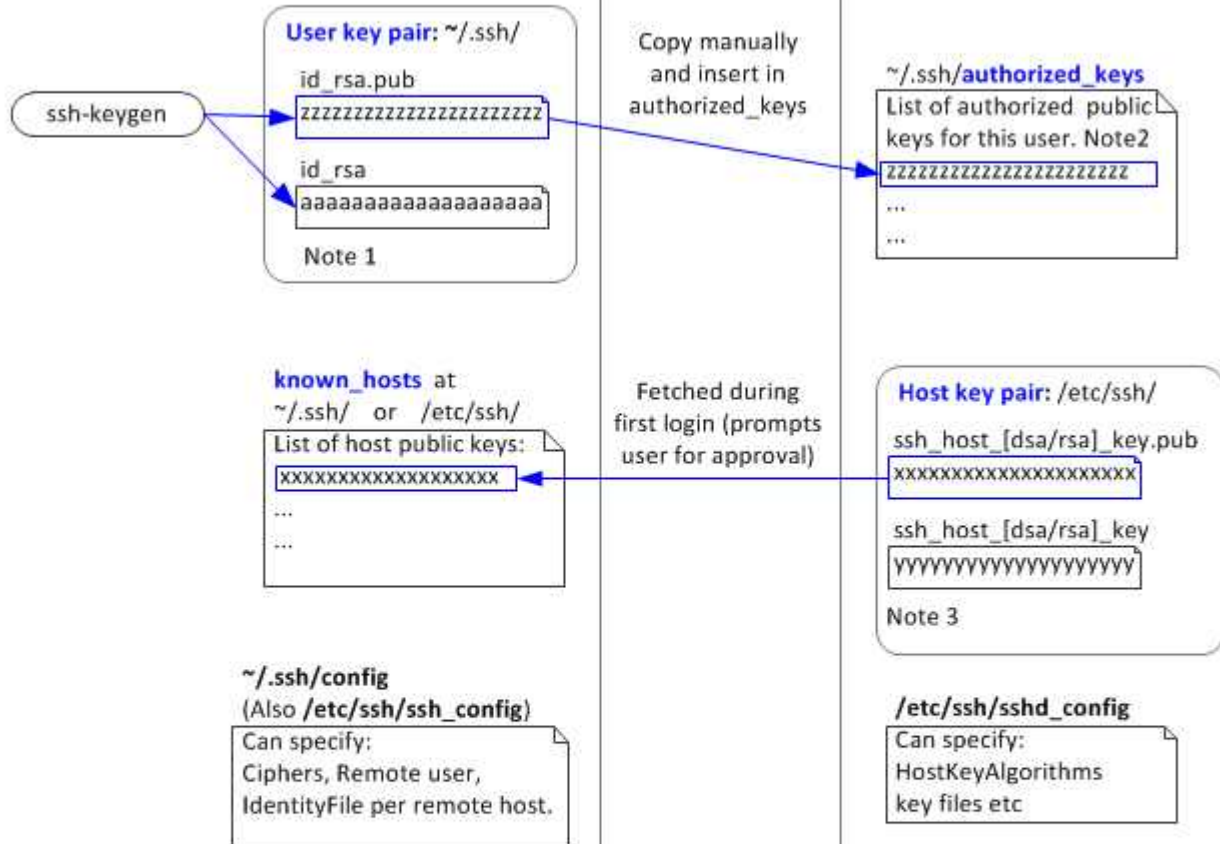 ssh-keygen
User key pair: ~/.ssh/
id_rsa.pub
zzzzzzzzzzzzzzzzzzzzzzz
id_rsa
aaaaaaaaaaaaaaaaaaa
Note 1
Copy manually
and insert in
authorized_keys
~/.ssh/authorized_keys
List of authorized public
keys for this user. Note2
zzzzzzzzzzzzzzzzzzzzzzz
...
...
known_hosts at
~/.ssh/ or /etc/ssh/
List of host public keys:
xxxxxxxxxxxxxxxxxxx
...
...
Fetched during
first login (prompts
user for approval)
Host key pair: /etc/ssh/
ssh_host_[dsa/rsa]_key.pub
xxxxxxxxxxxxxxxxxxxxx
ssh_host_[dsa/rsa]_key
yyyyyyyyyyyyyyyyyyyy
Note 3
~/.ssh/config
(Also /etc/ssh/ssh_config)
Can specify:
Ciphers, Remote user,
IdentityFile per remote host.
/etc/ssh/sshd_config
Can specify:
HostKeyAlgorithms
key files etc